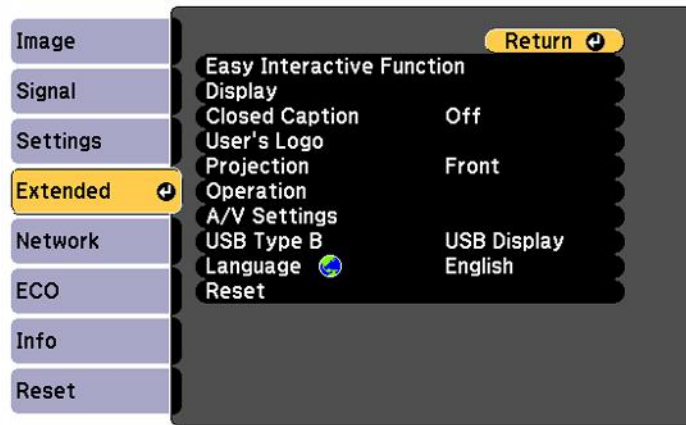 Image
Signal
Settings
Extended
Network
ECO
Info
Reset
Return
Easy Interactive Function
Display
Closed Caption Off
User's Logo
Projection Front
Operation
A/V Settings
USB Type B USB Display
Language English
Reset